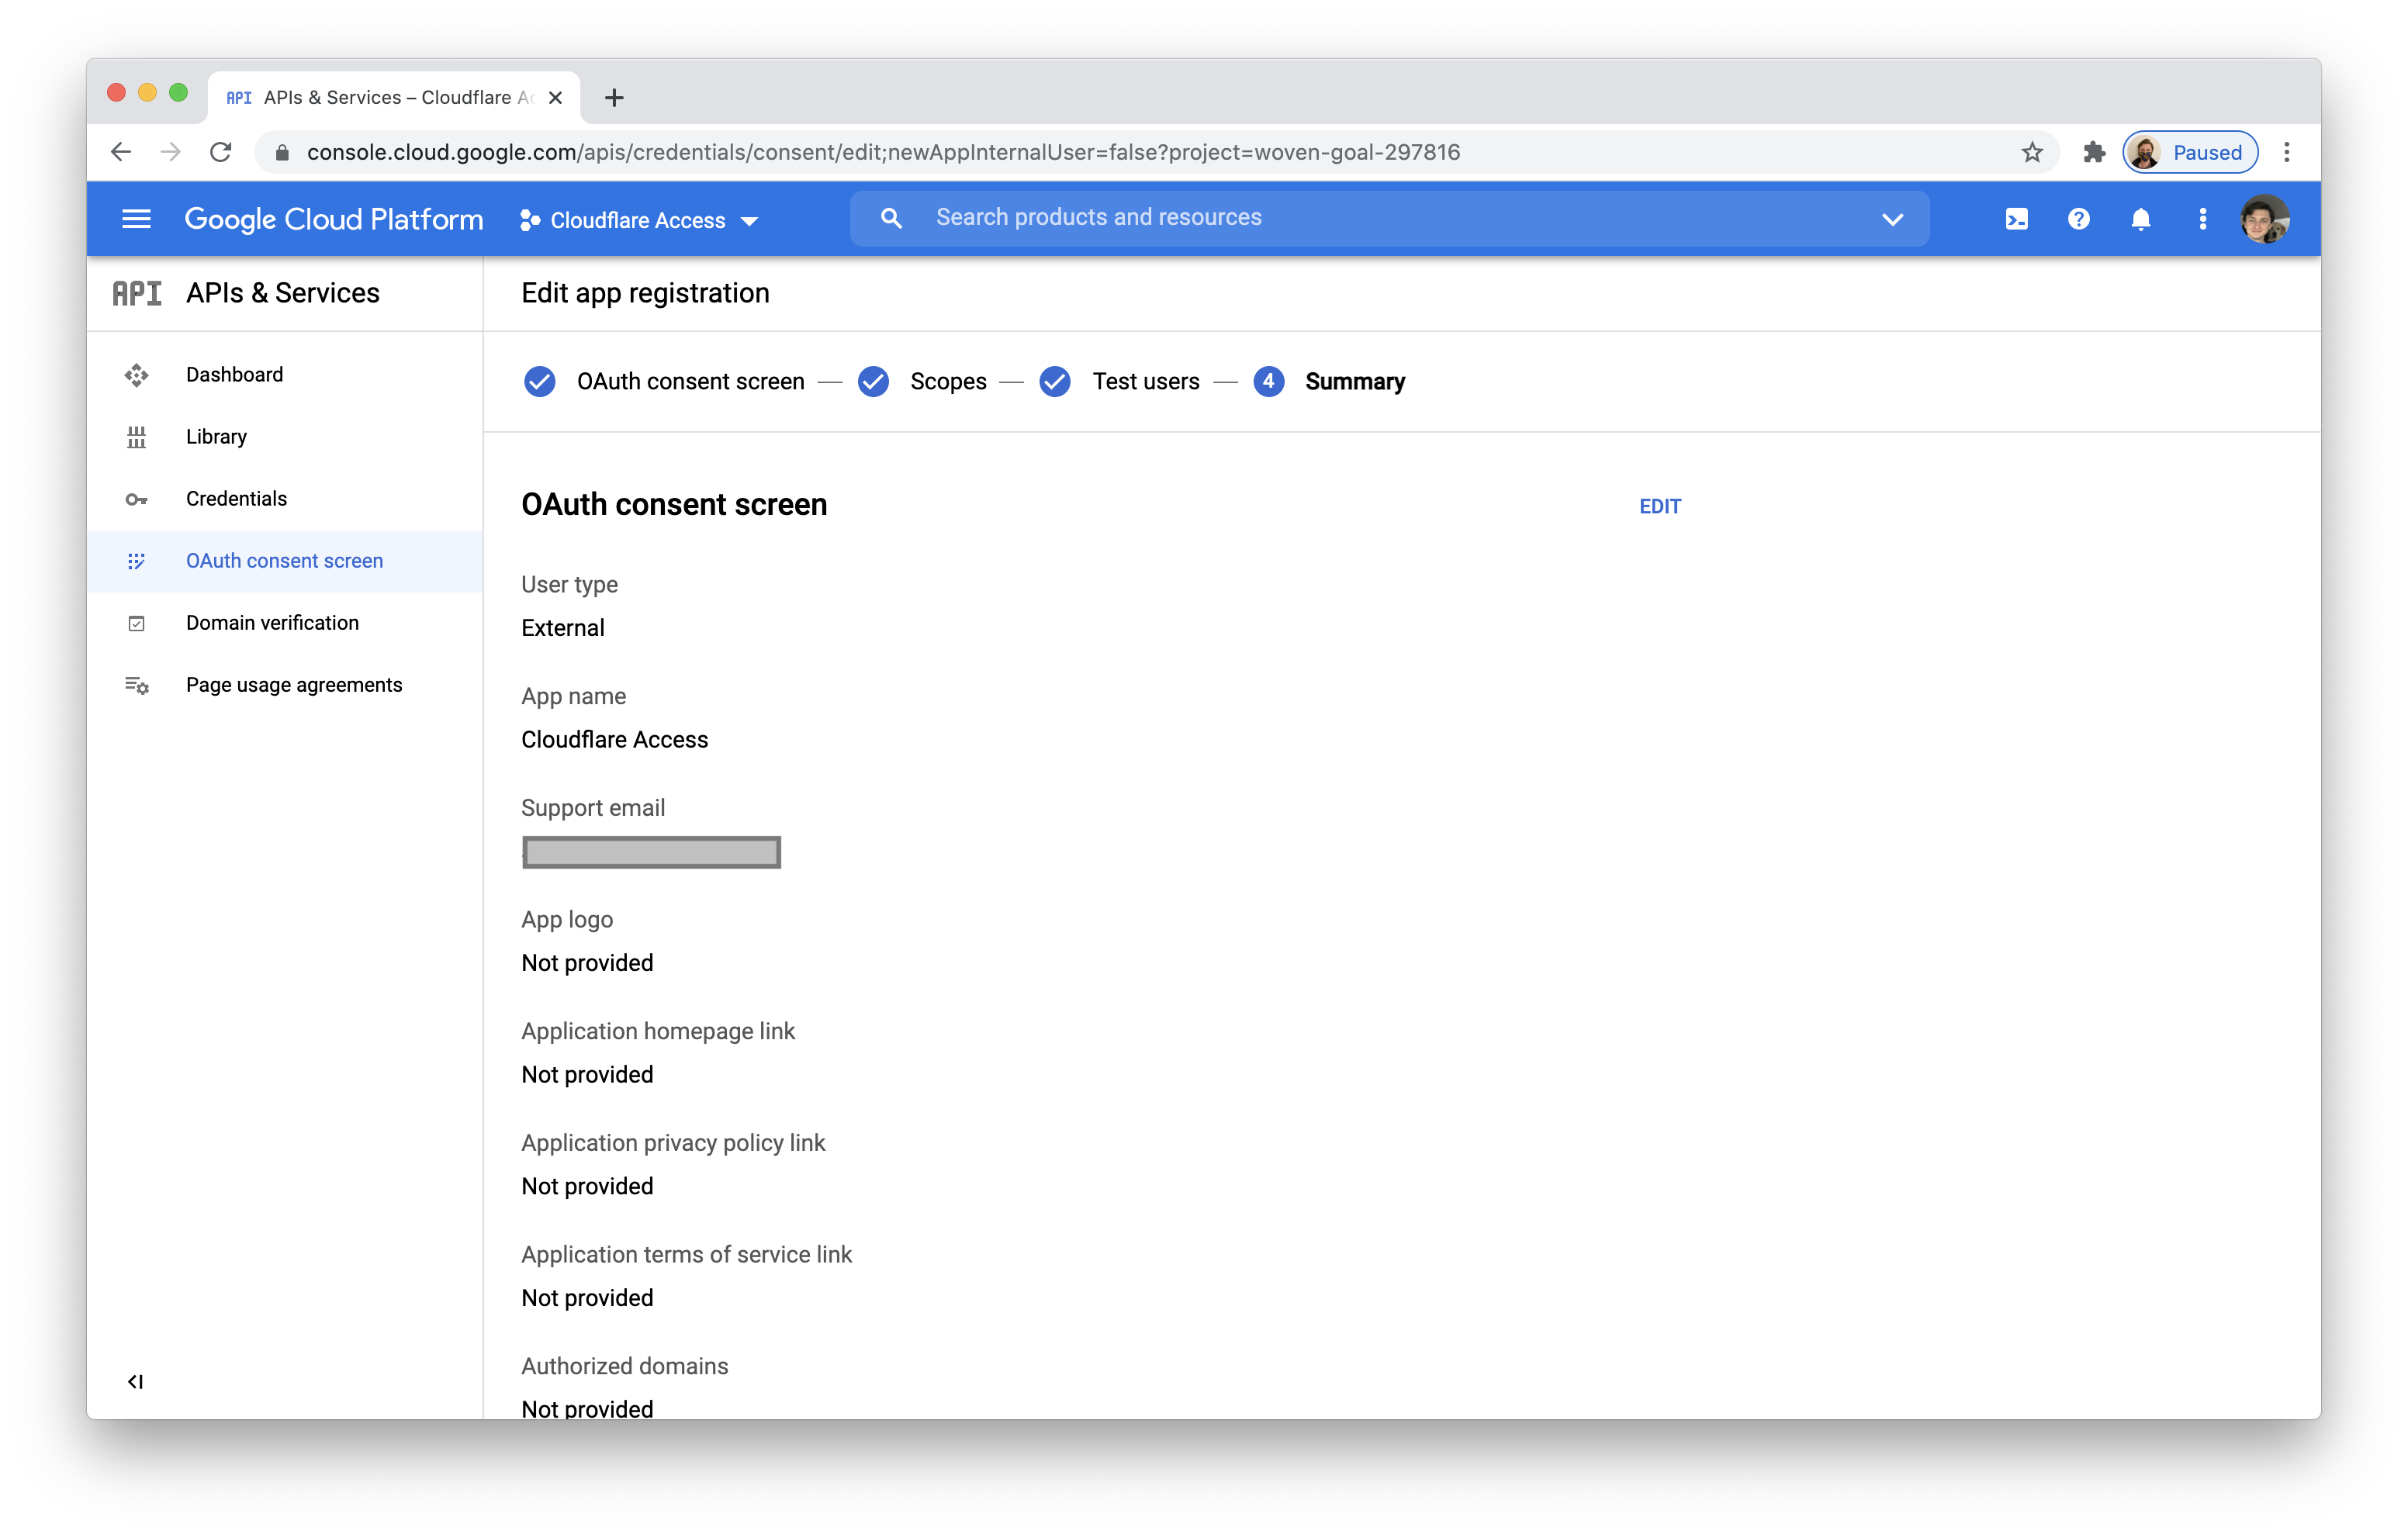 API APIs & Services – Cloudflare Ac
console.cloud.google.com/apis/credentials/consent/edit;newAppInternalUser=false?project=woven-goal-297816
Paused
Google Cloud Platform
Cloudflare Access
Search products and resources
API APIs & Services
Edit app registration
Dashboard
Library
Credentials
OAuth consent screen
Domain verification
Page usage agreements
OAuth consent screen — Scopes — Test users — 4 Summary
OAuth consent screen
EDIT
User type
External
App name
Cloudflare Access
Support email
App logo
Not provided
Application homepage link
Not provided
Application privacy policy link
Not provided
Application terms of service link
Not provided
Authorized domains
Not provided